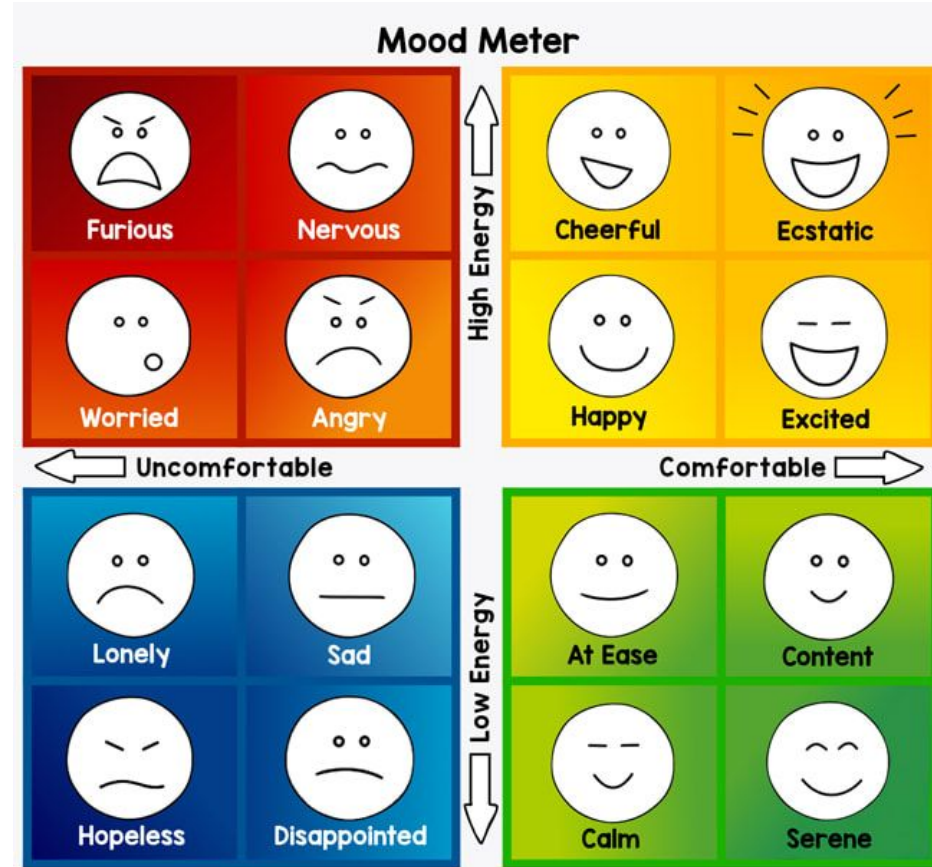 Mood Meter
Furious
Nervous
Cheerful
Ecstatic
High Energy
Worried
Angry
Happy
Excited
Uncomfortable
Comfortable
Lonely
Sad
At Ease
Content
Low Energy
Hopeless
Disappointed
Calm
Serene